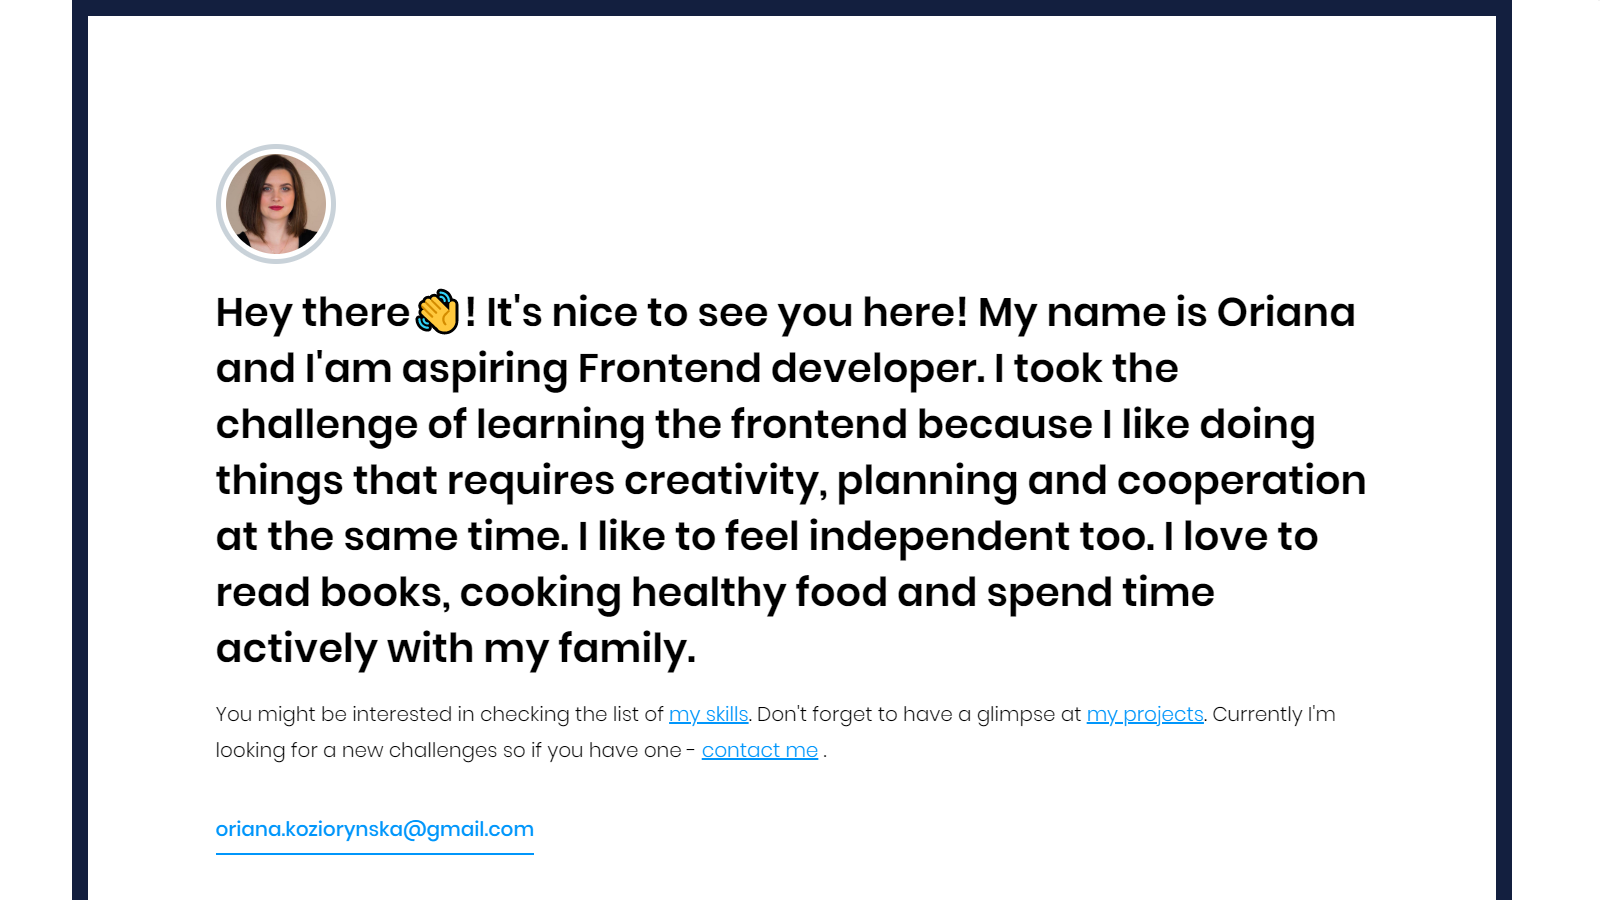 Hey there👋! It's nice to see you here! My name is Oriana
and I'am aspiring Frontend developer. I took the
challenge of learning the frontend because I like doing
things that requires creativity, planning and cooperation
at the same time. I like to feel independent too. I love to
read books, cooking healthy food and spend time
actively with my family.
You might be interested in checking the list of my skills. Don't forget to have a glimpse at my projects. Currently I'm
looking for a new challenges so if you have one - contact me .
oriana.koziorynska@gmail.com